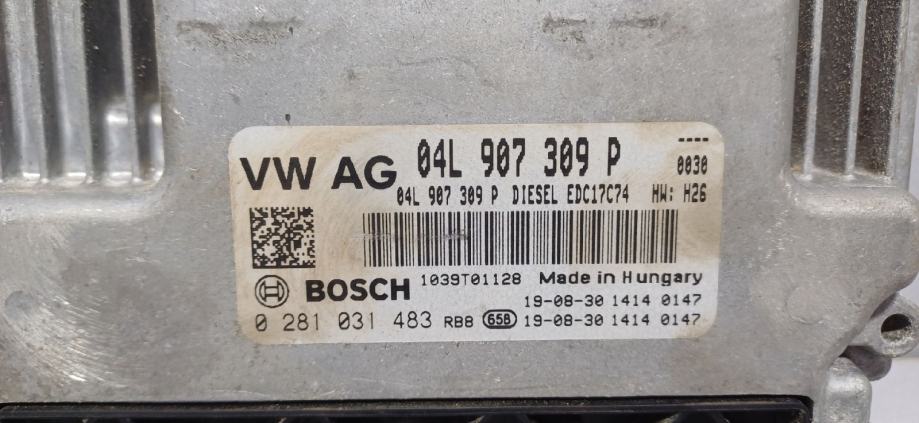 VW AG 04L 907 309 P ----
0030
04L 907 309 P DIESEL EDC17C74 HW: H26
BOSCH 1039T01128 Made in Hungary
19-08-30 1414 0147
0 281 031 483 RB8 65B 19-08-30 1414 0147